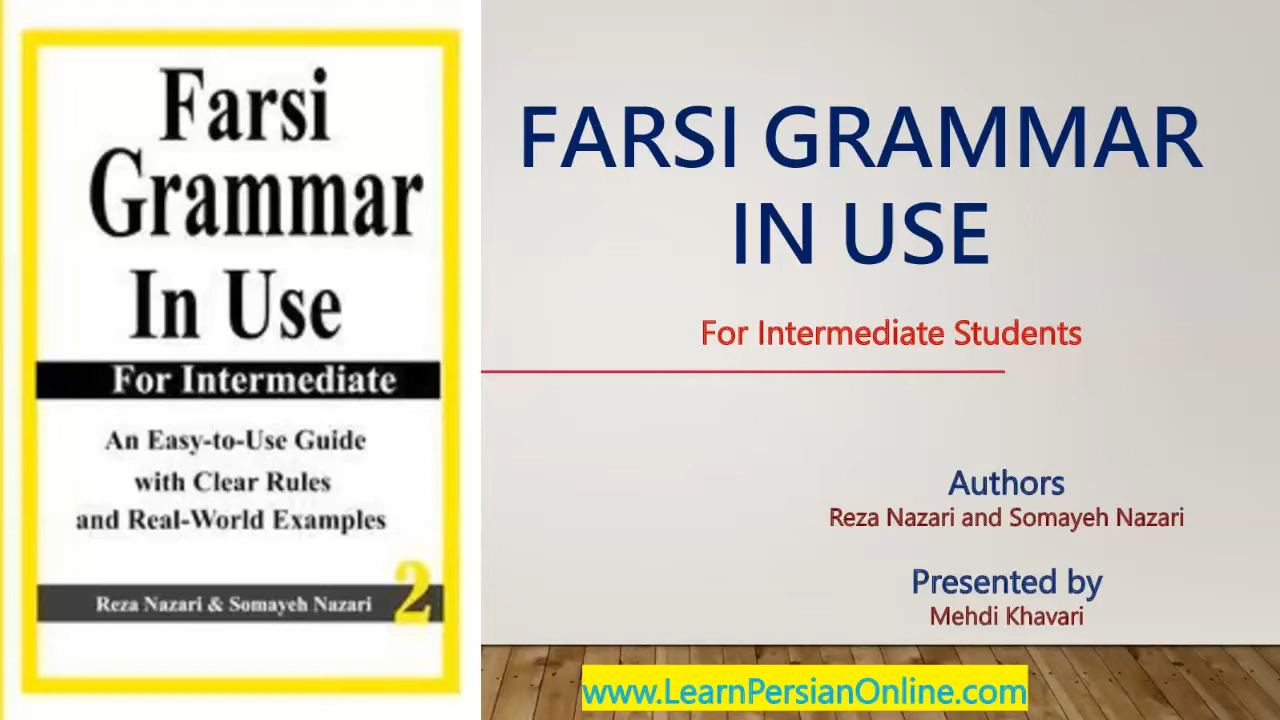 Farsi
Grammar
In Use
For Intermediate
An Easy-to-Use Guide
with Clear Rules
and Real-World Examples
Reza Nazari & Somayeh Nazari 2
FARSI GRAMMAR
IN USE
For Intermediate Students
Authors
Reza Nazari and Somayeh Nazari
Presented by
Mehdi Khavari
www.LearnPersianOnline.com